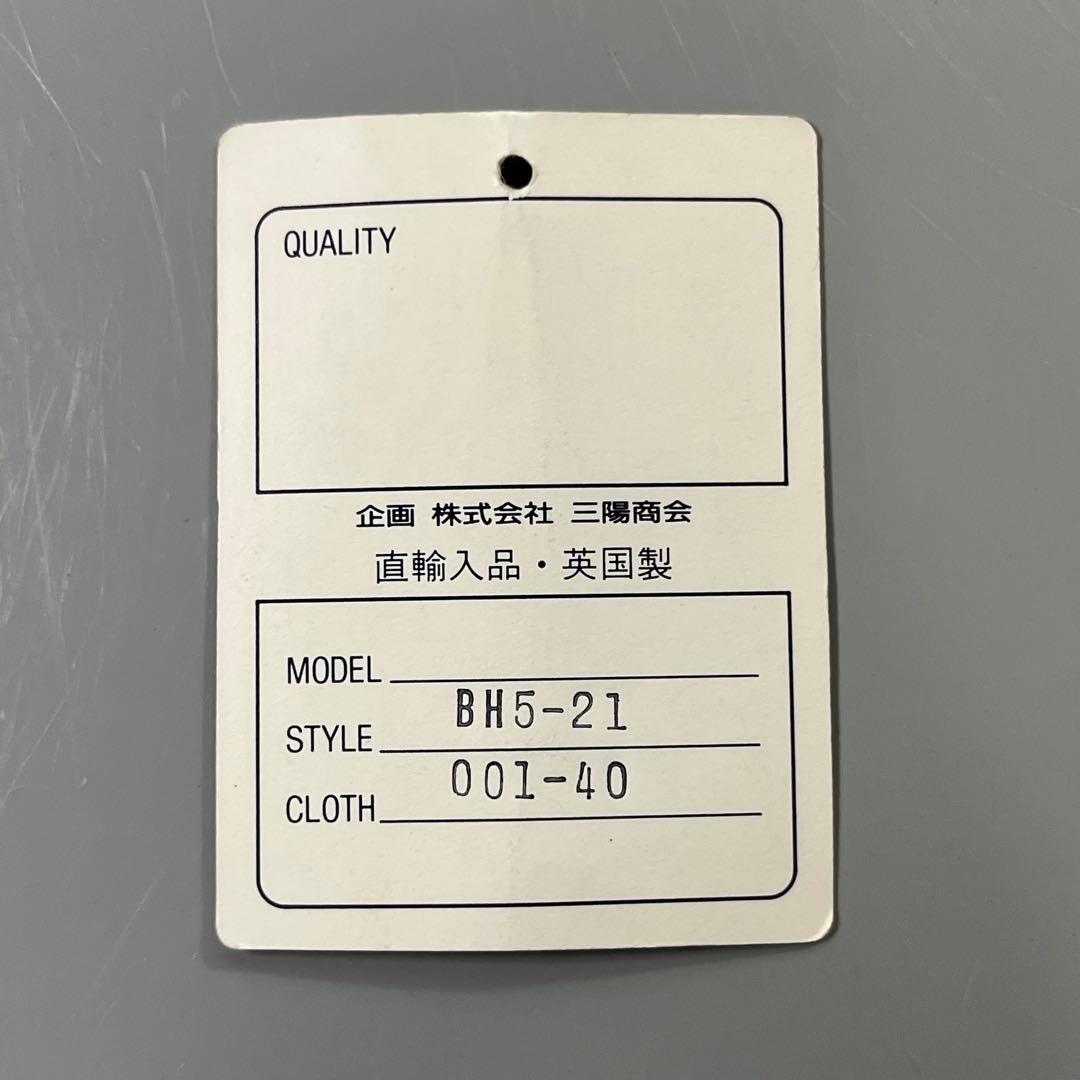 QUALITY
企画 株式会社 三陽商会
直輸入品・英国製
MODEL
STYLE BH5-21
CLOTH 001-40